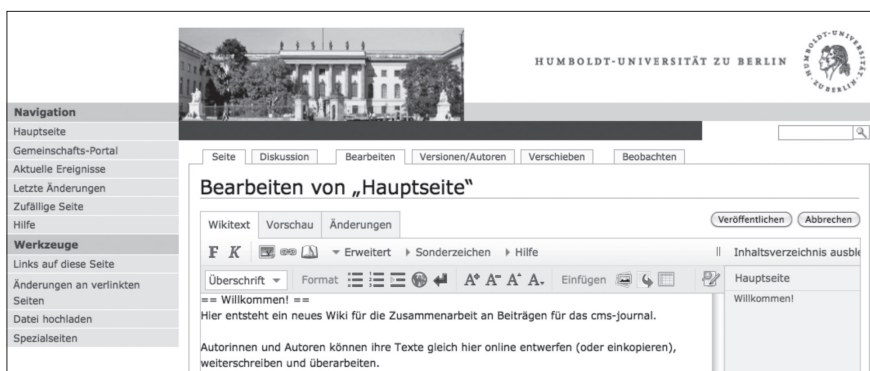 HUMBOLDT-UNIVERSITÄT ZU BERLIN
HUMBOLDT-UNIVERSITÄT ZU BERLIN
Navigation
Hauptseite
Gemeinschafts-Portal
Aktuelle Ereignisse
Letzte Änderungen
Zufällige Seite
Hilfe
Werkzeuge
Links auf diese Seite
Änderungen an verlinkten
Seiten
Datei hochladen
Spezialseiten
Seite Diskussion Bearbeiten Versionen/Autoren Verschieben Beobachten
Bearbeiten von „Hauptseite“
Wikitext Vorschau Änderungen
Veröffentlichen Abbrechen
F K Erweitert Sonderzeichen Hilfe
Inhaltsverzeichnis ausble
Überschrift Format A A A A Einfügen
Hauptseite
Willkommen!
== Willkommen! ==
Hier entsteht ein neues Wiki für die Zusammenarbeit an Beiträgen für das cms-journal.
Autorinnen und Autoren können ihre Texte gleich hier online entwerfen (oder einkopieren),
weiterschreiben und überarbeiten.